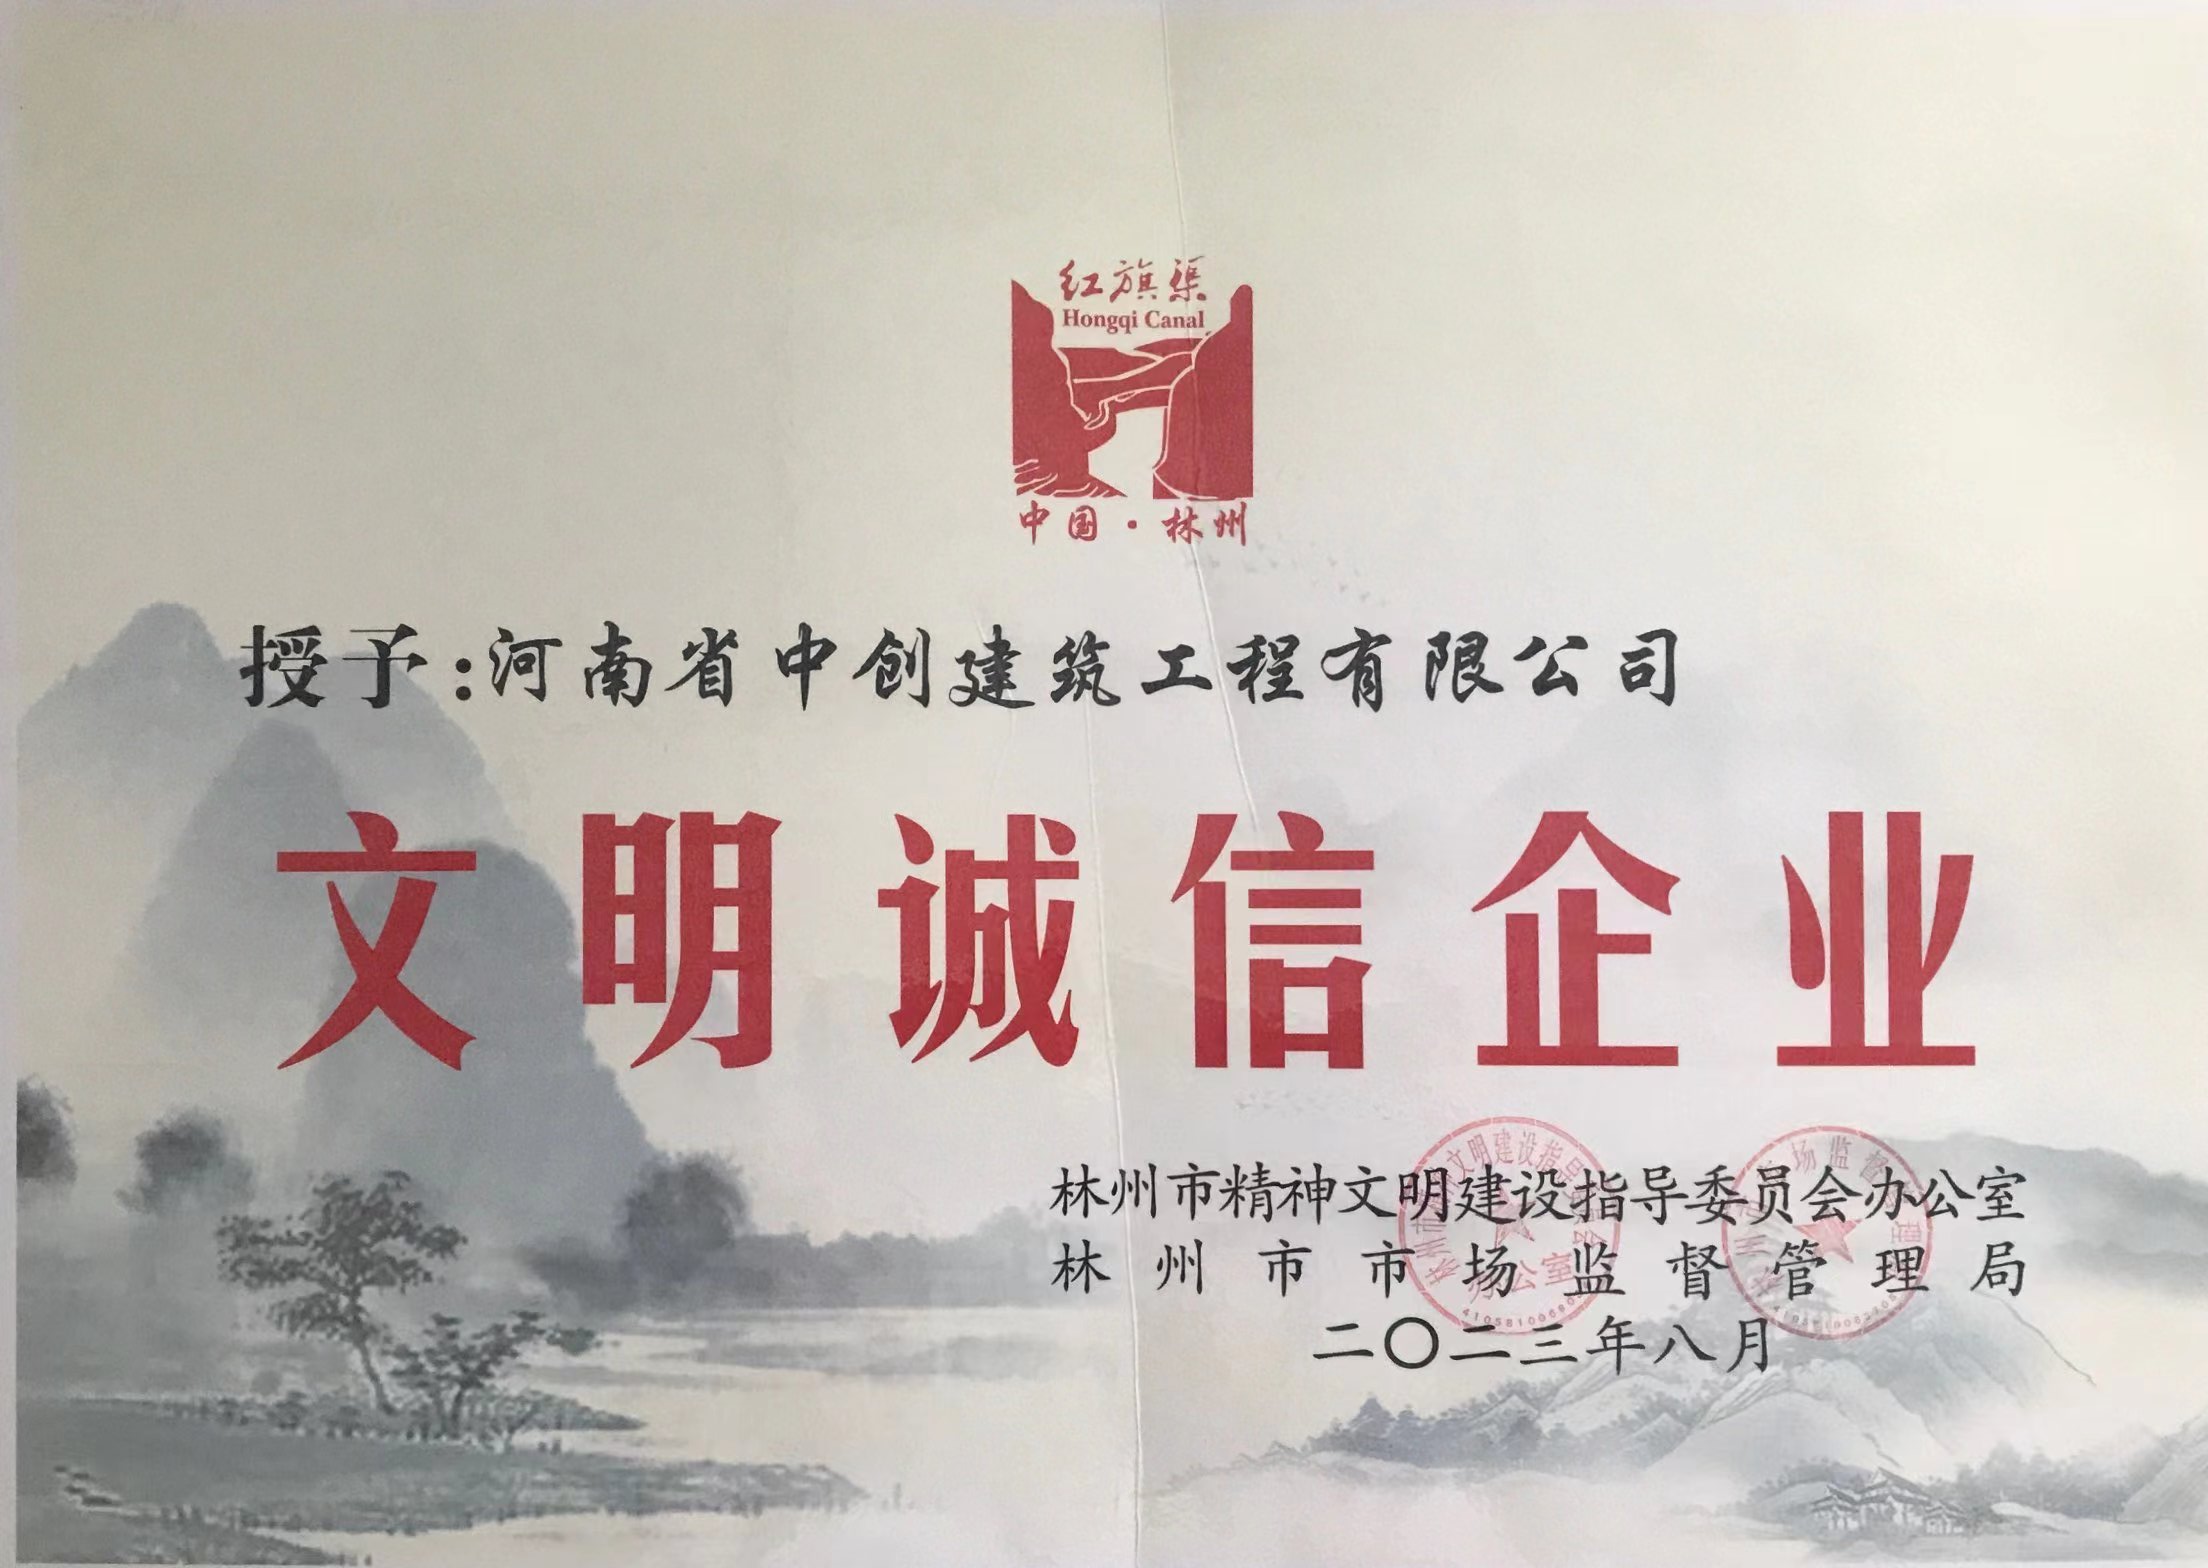 红旗渠
Hongqi Canal
中国·林州
授予:河南省中创建筑工程有限公司
文明诚信企业
林州市精神文明建设指导委员会办公室
林州市市场监督管理局
二〇二三年八月